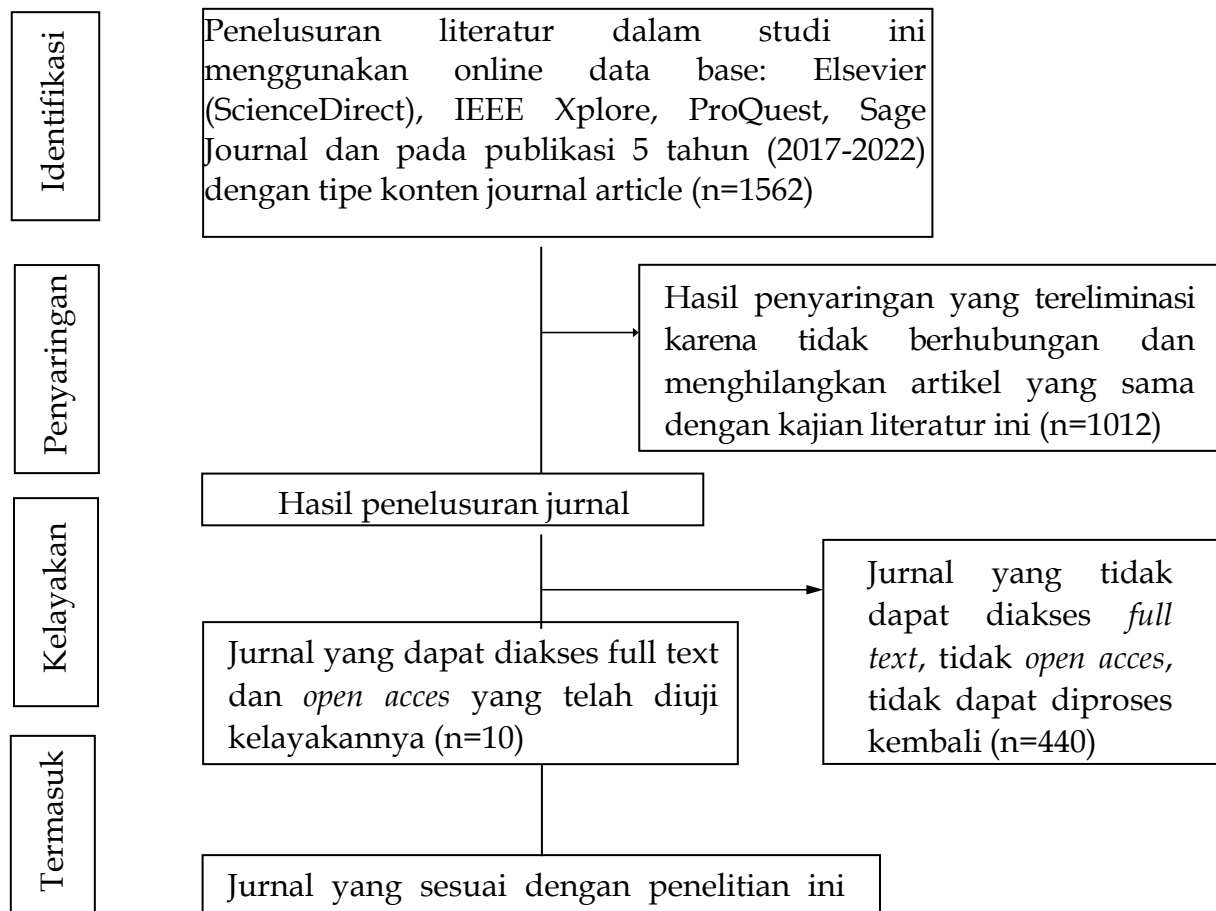 Identifikasi
Penelusuran literatur dalam studi ini
menggunakan online data base: Elsevier
(ScienceDirect), IEEE Xplore, ProQuest, Sage
Journal dan pada publikasi 5 tahun (2017-2022)
dengan tipe konten journal article (n=1562)
Penyaringan
Hasil penyaringan yang tereliminasi
karena tidak berhubungan dan
menghilangkan artikel yang sama
dengan kajian literatur ini (n=1012)
Hasil penelusuran jurnal
Kelayakan
Jurnal yang tidak
dapat diakses full
text, tidak open acces,
tidak dapat diproses
kembali (n=440)
Jurnal yang dapat diakses full text
dan open acces yang telah diuji
kelayakannya (n=10)
Termasuk
Jurnal yang sesuai dengan penelitian ini